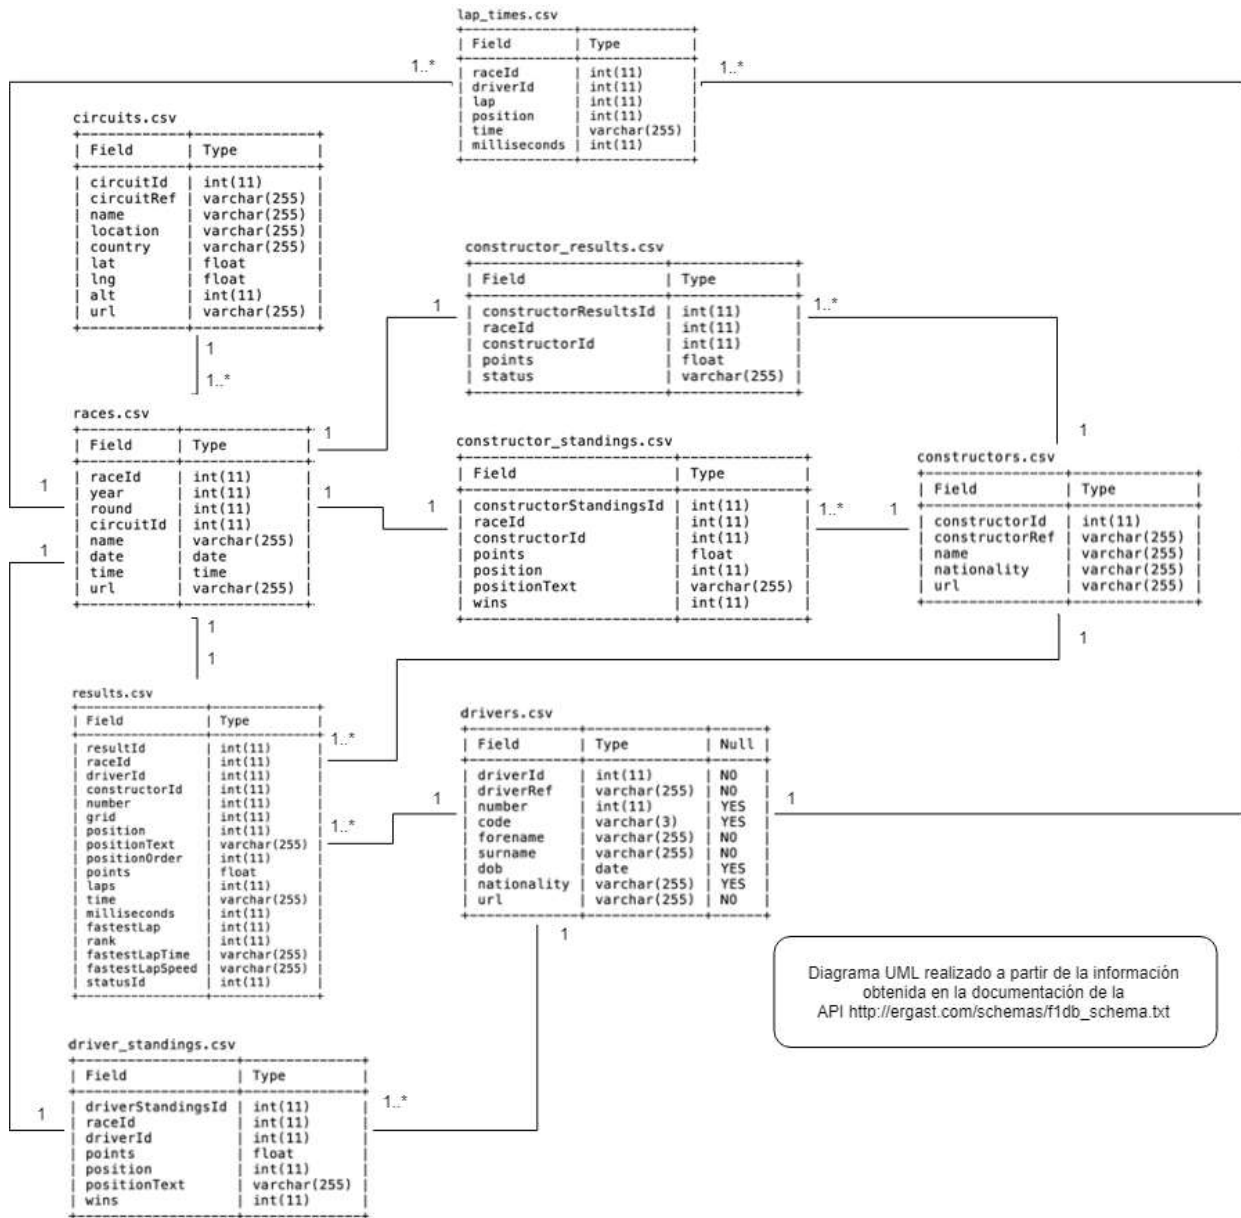 lap_times.csv
| Field | Type |
| raceId | int(11) |
| driverId | int(11) |
| lap | int(11) |
| position | int(11) |
| time | varchar(255) |
| milliseconds | int(11) |
1..*
1..*
circuits.csv
| Field | Type |
| circuitId | int(11) |
| circuitRef | varchar(255) |
| name | varchar(255) |
| location | varchar(255) |
| country | varchar(255) |
| lat | float |
| lng | float |
| alt | int(11) |
| url | varchar(255) |
1
1..*
constructor_results.csv
| Field | Type |
| constructorResultsId | int(11) |
| raceId | int(11) |
| constructorId | int(11) |
| points | float |
| status | varchar(255) |
1
1..*
races.csv
| Field | Type |
| raceId | int(11) |
| year | int(11) |
| round | int(11) |
| circuitId | int(11) |
| name | varchar(255) |
| date | date |
| time | time |
| url | varchar(255) |
1
1
1
1
1
1
constructor_standings.csv
| Field | Type |
| constructorStandingsId | int(11) |
| raceId | int(11) |
| constructorId | int(11) |
| points | float |
| position | int(11) |
| positionText | varchar(255) |
| wins | int(11) |
1
1..*
1
1
constructors.csv
| Field | Type |
| constructorId | int(11) |
| constructorRef | varchar(255) |
| name | varchar(255) |
| nationality | varchar(255) |
| url | varchar(255) |
1
results.csv
| Field | Type |
| resultId | int(11) |
| raceId | int(11) |
| driverId | int(11) |
| constructorId | int(11) |
| number | int(11) |
| grid | int(11) |
| position | int(11) |
| positionText | varchar(255) |
| positionOrder | int(11) |
| points | float |
| laps | int(11) |
| time | varchar(255) |
| milliseconds | int(11) |
| fastestLap | int(11) |
| rank | int(11) |
| fastestLapTime | varchar(255) |
| fastestLapSpeed | varchar(255) |
| statusId | int(11) |
1..*
1..*
drivers.csv
| Field | Type | Null |
| driverId | int(11) | NO |
| driverRef | varchar(255) | NO |
| number | int(11) | YES |
| code | varchar(3) | YES |
| forename | varchar(255) | NO |
| surname | varchar(255) | NO |
| dob | date | YES |
| nationality | varchar(255) | YES |
| url | varchar(255) | NO |
1
1
1
Diagrama UML realizado a partir de la información
obtenida en la documentación de la
API http://ergast.com/schemas/f1db_schema.txt
driver_standings.csv
| Field | Type |
| driverStandingsId | int(11) |
| raceId | int(11) |
| driverId | int(11) |
| points | float |
| position | int(11) |
| positionText | varchar(255) |
| wins | int(11) |
1
1..*